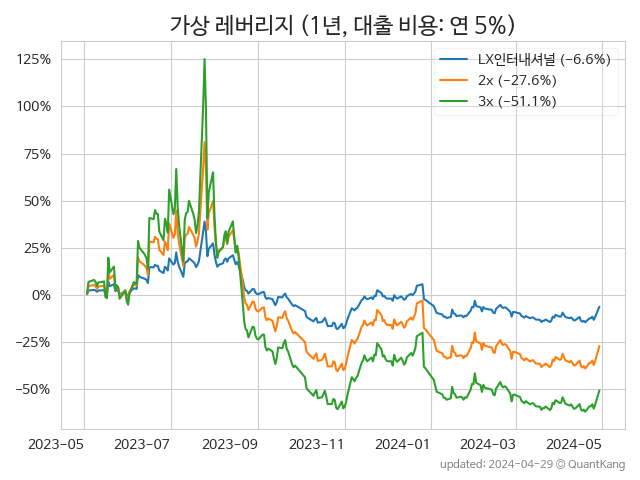 가상 레버리지 (1년, 대출 비용: 연 5%)
LX인터내셔널 (−6.6%)
2x (−27.6%)
3x (−51.1%)
125%
100%
75%
50%
25%
0%
−25%
−50%
2023-05 2023-07 2023-09 2023-11 2024-01 2024-03 2024-05
updated: 2024-04-29 © QuantKang